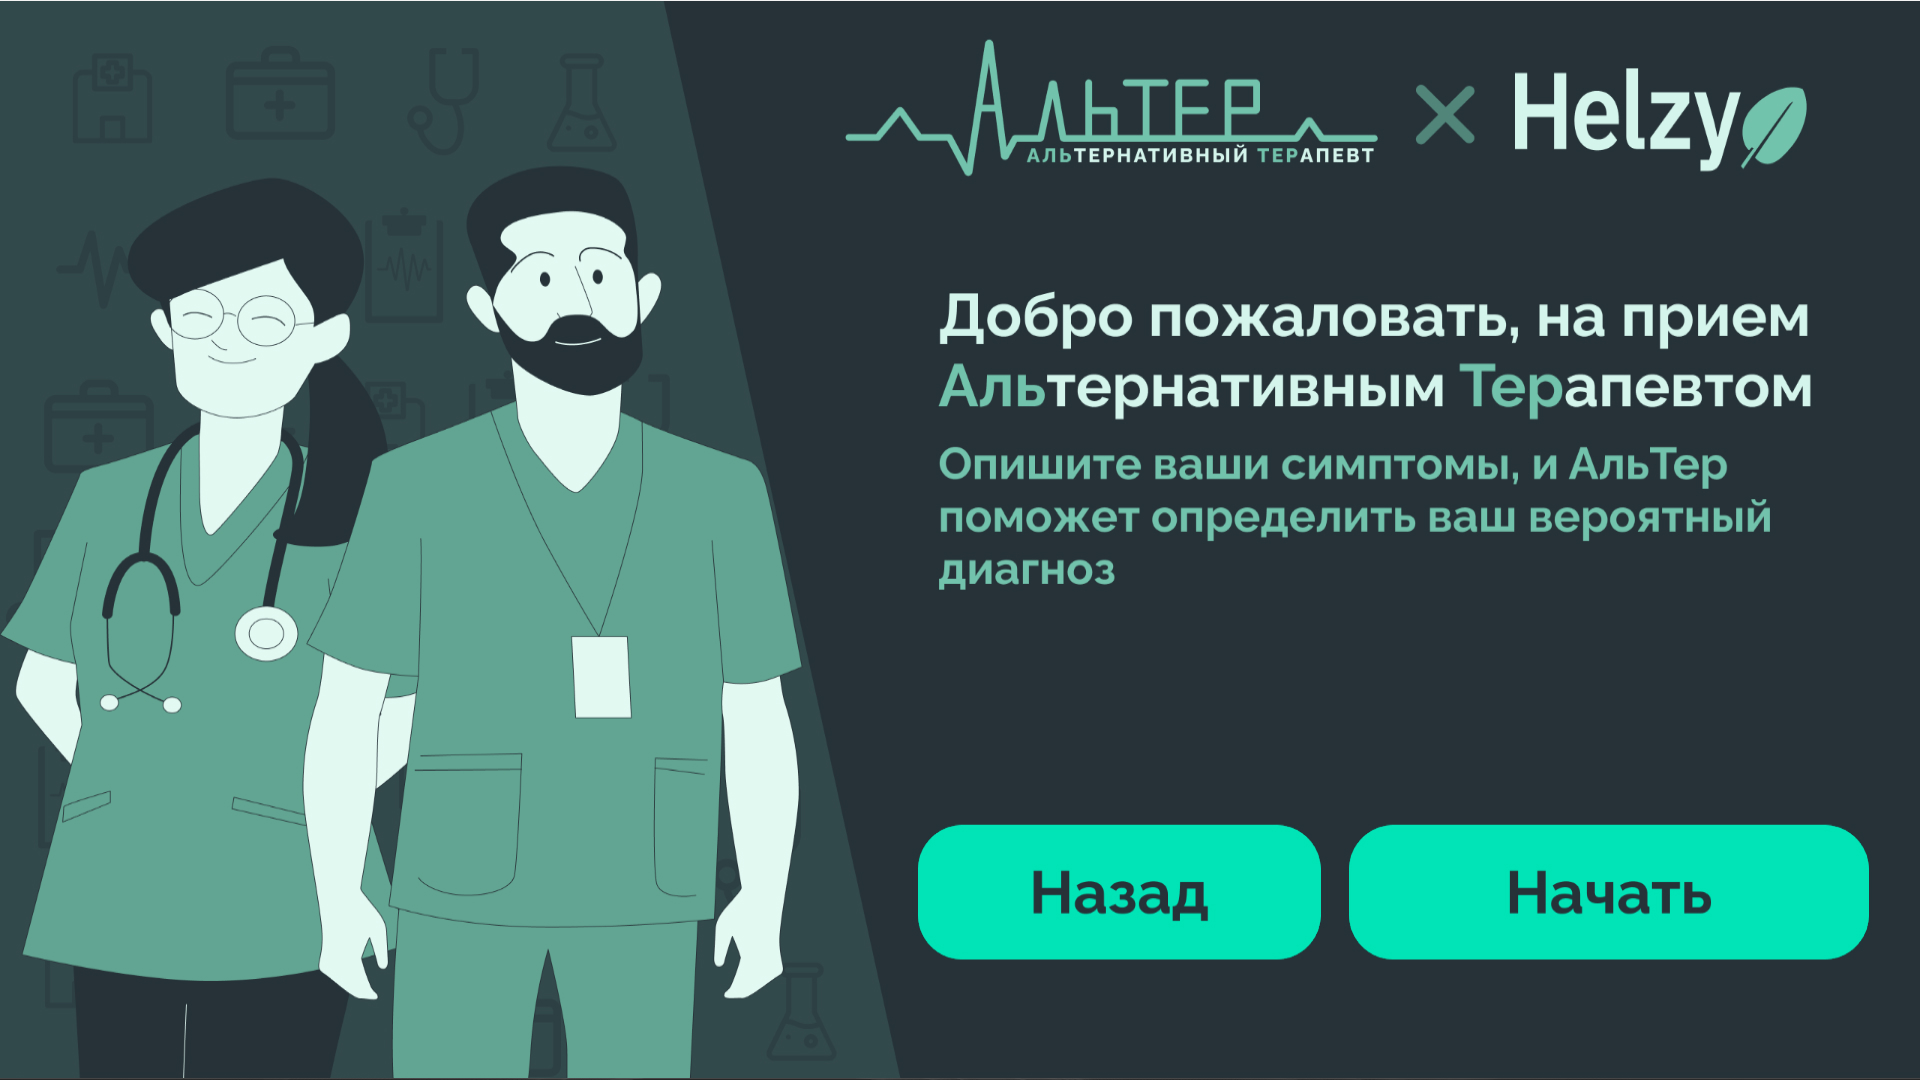 АльТЕР
АЛЬТЕРНАТИВНЫЙ ТЕРАПЕВТ
Helzy
Добро пожаловать, на прием
Альтернативным Терапевтом
Опишите ваши симптомы, и АльТер
поможет определить ваш вероятный
диагноз
Назад
Начать